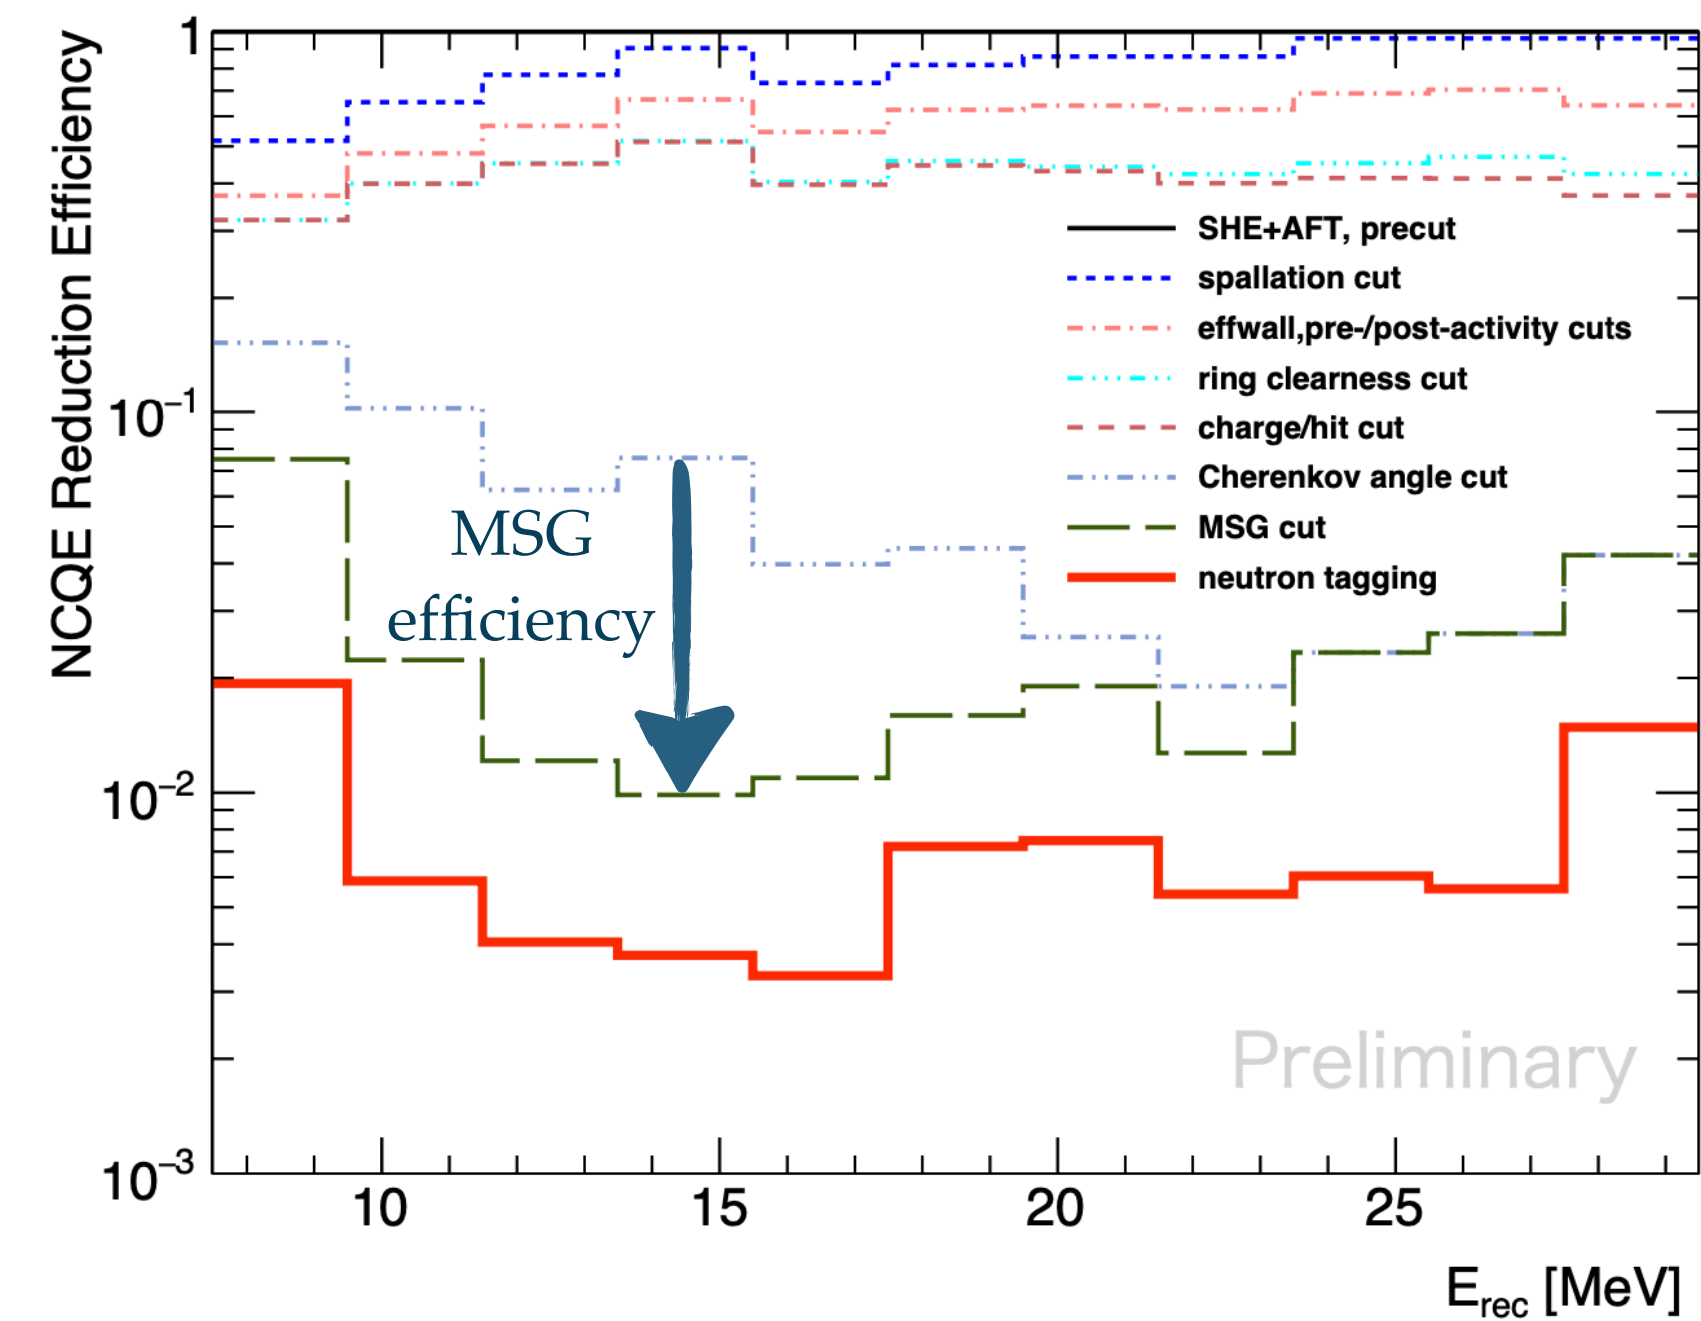 NCQE Reduction Efficiency
1
10⁻¹
10⁻²
10⁻³
SHE+AFT, precut
spallation cut
effwall,pre-/post-activity cuts
ring clearness cut
charge/hit cut
Cherenkov angle cut
MSG cut
neutron tagging
MSG
efficiency
Preliminary
10 15 20 25
E_rec [MeV]